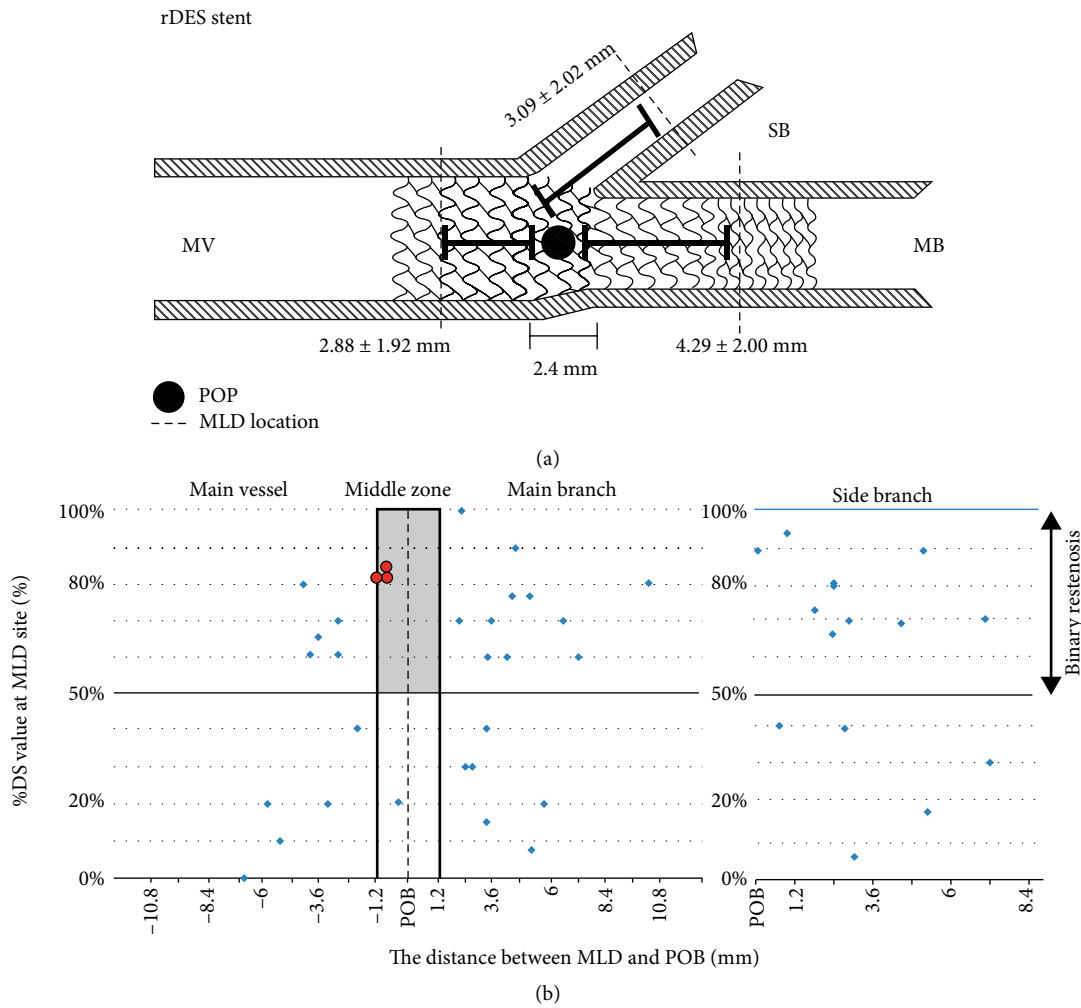 rDES stent
3.09 ± 2.02 mm
SB
MV
MB
2.88 ± 1.92 mm
4.29 ± 2.00 mm
2.4 mm
POP
MLD location
(a)
Main vessel
Middle zone
Main branch
Side branch
%DS value at MLD site (%)
100%
80%
50%
20%
0%
−10.8
−8.4
−6
−3.6
−1.2
POB
1.2
3.6
6
8.4
10.8
100%
80%
50%
20%
0%
POB
1.2
3.6
6
8.4
Binary restenosis
The distance between MLD and POB (mm)
(b)